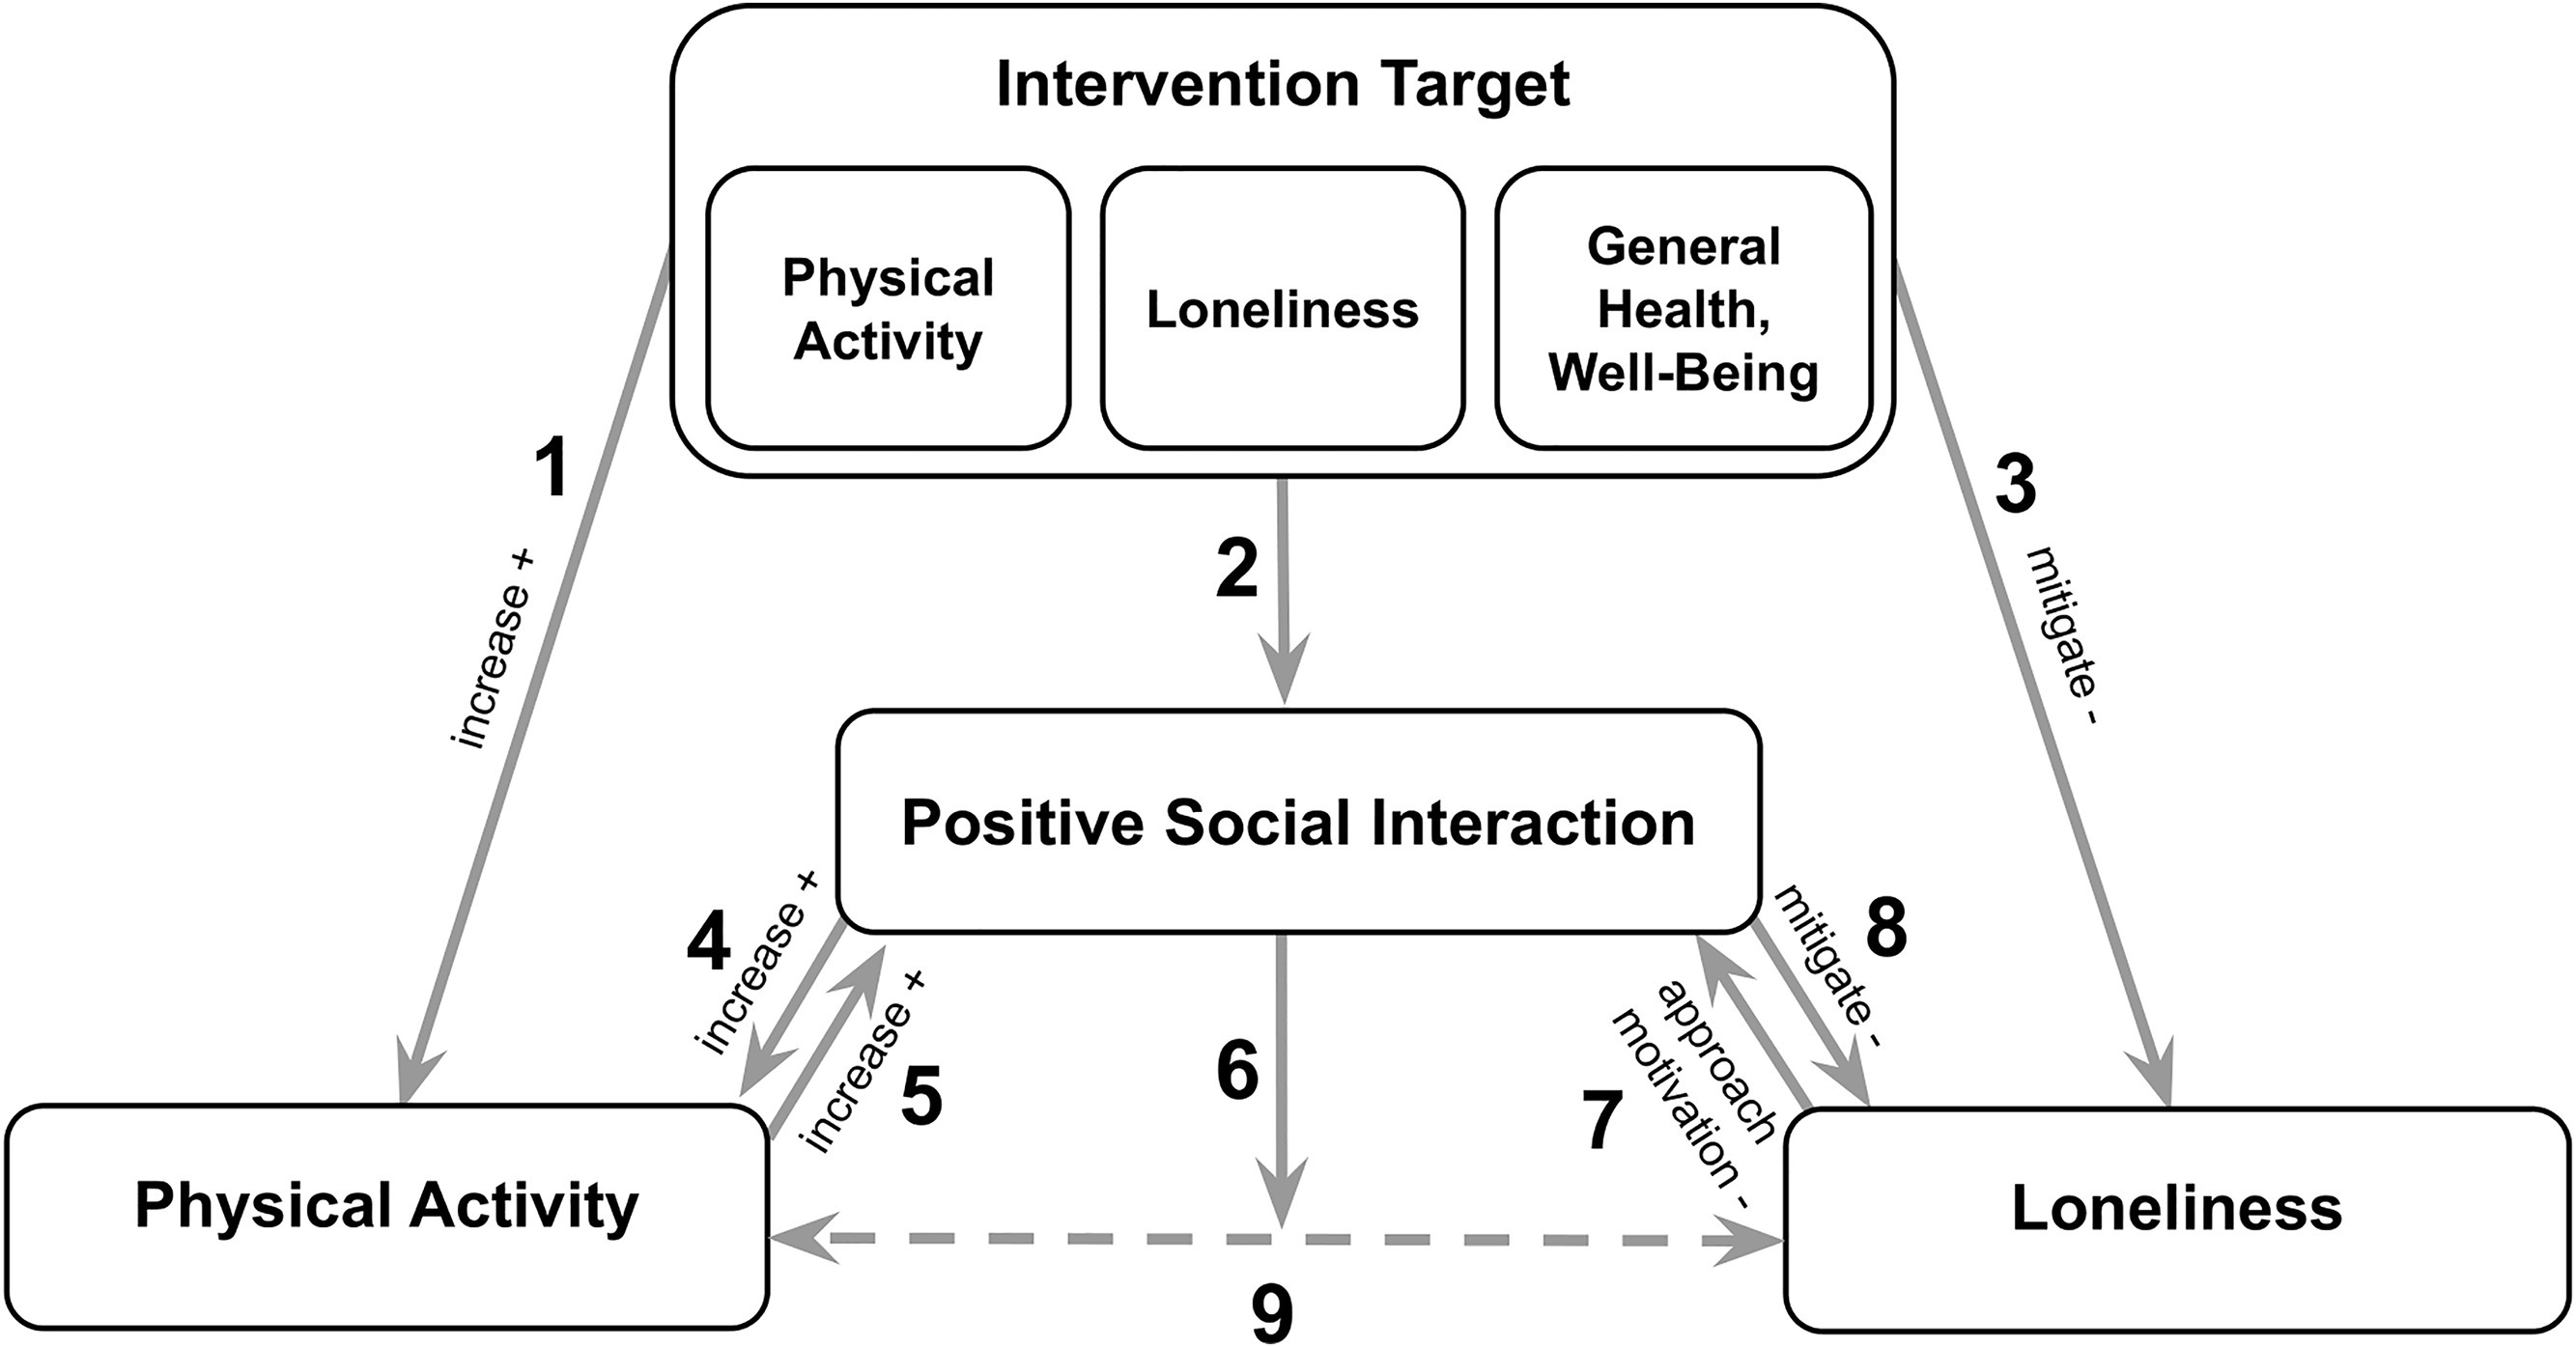 Intervention Target
Physical
Activity
Loneliness
General
Health,
Well-Being
1
increase +
2
3
mitigate -
Positive Social Interaction
4
increase +
5
increase +
6
7
approach
motivation -
8
mitigate -
Physical Activity
Loneliness
9